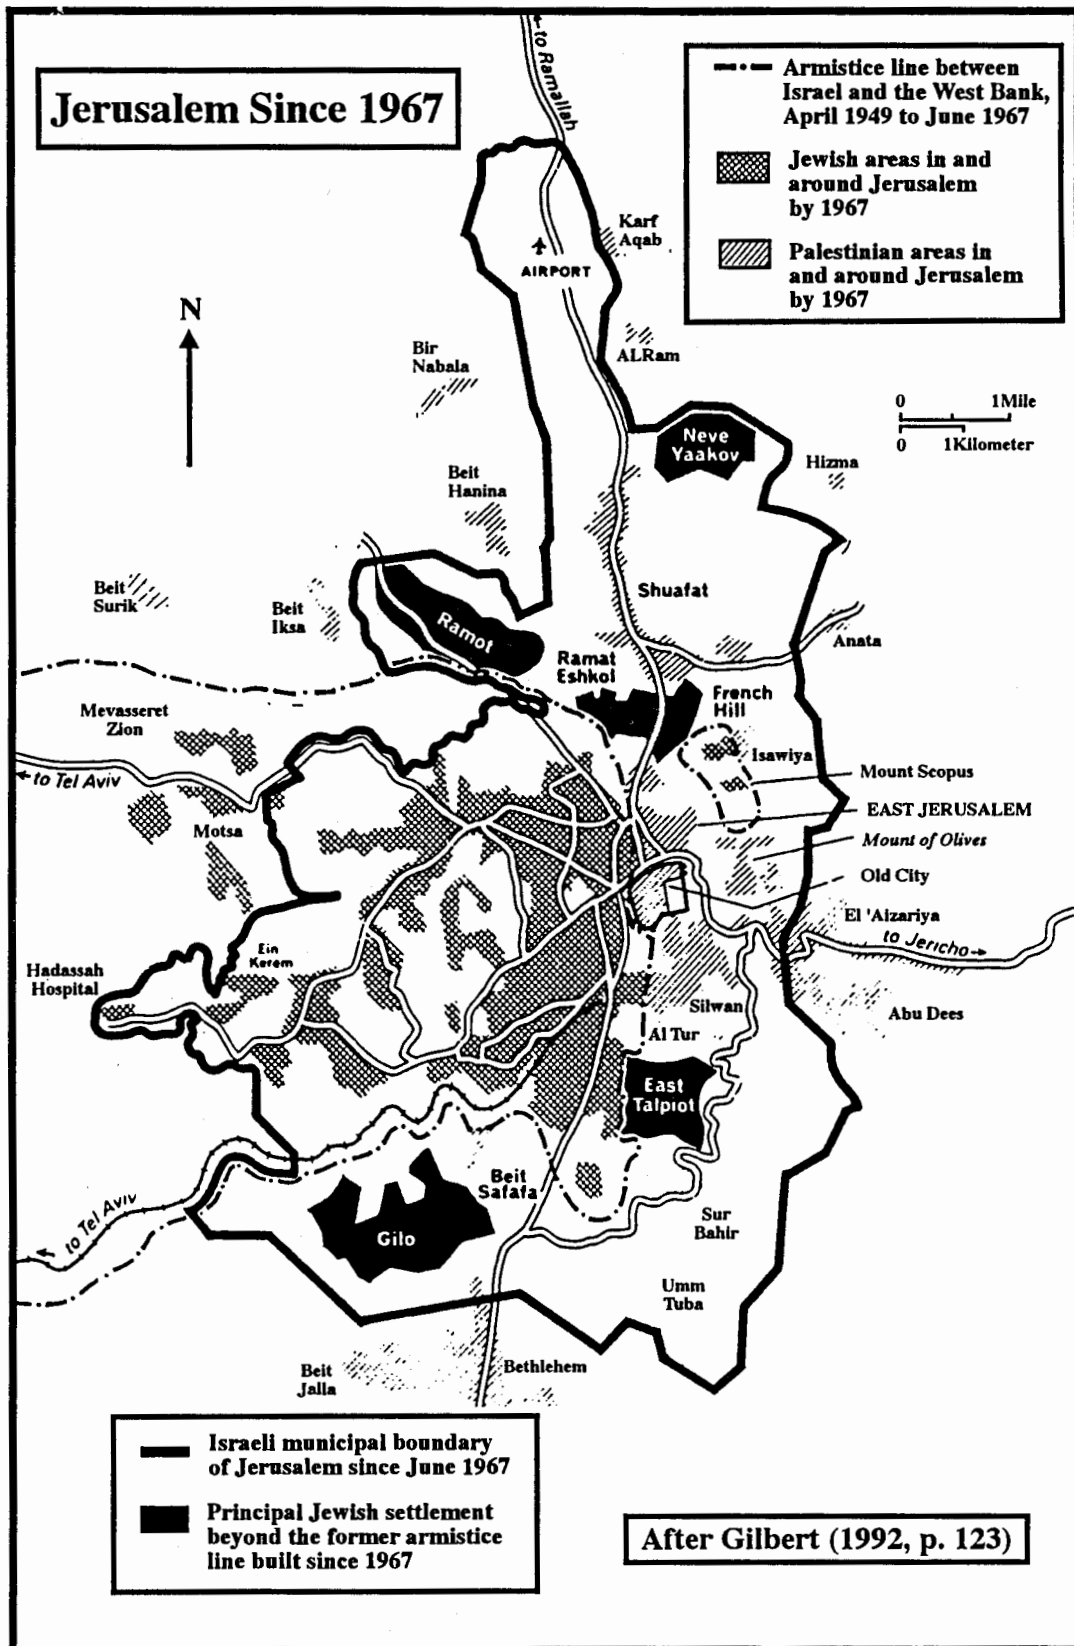 to Ramallah
Jerusalem Since 1967
Armistice line between
Israel and the West Bank,
April 1949 to June 1967
Jewish areas in and
around Jerusalem
by 1967
Palestinian areas in
and around Jerusalem
by 1967
Karf
Aqab
AIRPORT
N
ALRam
Bir
Nabala
0 1Mile
0 1Kilometer
Neve
Yaakov
Hizma
Beit
Hanina
Beit
Surik
Beit
Iksa
Shuafat
Ramot
Anata
Ramat
Eshkol
French
Hill
Mevasseret
Zion
Isawiya
to Tel Aviv
Mount Scopus
EAST JERUSALEM
Motsa
Mount of Olives
Old City
El 'Aizariya
to Jericho
Ein
Kerem
Hadassah
Hospital
Silwan
Abu Dees
Al Tur
East
Talpiot
Beit
Safafa
to Tel Aviv
Gilo
Sur
Bahir
Umm
Tuba
Beit
Jalla
Bethlehem
Israeli municipal boundary
of Jerusalem since June 1967
Principal Jewish settlement
beyond the former armistice
line built since 1967
After Gilbert (1992, p. 123)